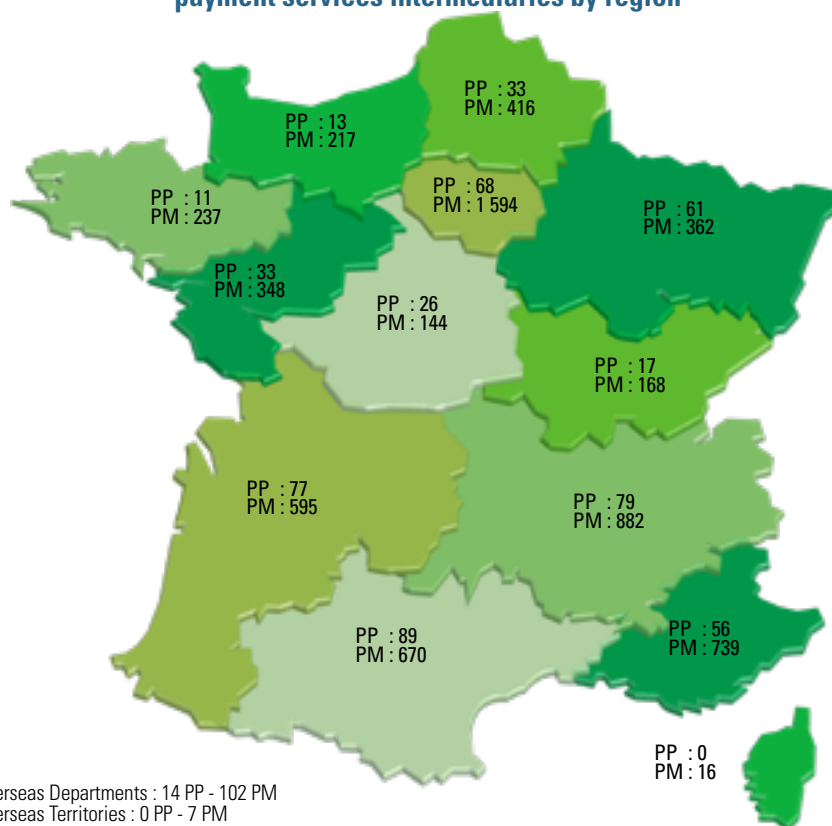 payment services intermediaries by region
PP : 33
PM : 416
PP : 13
PM : 217
PP : 68
PM : 1 594
PP : 11
PM : 237
PP : 61
PM : 362
PP : 33
PM : 348
PP : 26
PM : 144
PP : 17
PM : 168
PP : 77
PM : 595
PP : 79
PM : 882
PP : 89
PM : 670
PP : 56
PM : 739
PP : 0
PM : 16
erseas Departments : 14 PP - 102 PM
erseas Territories : 0 PP - 7 PM